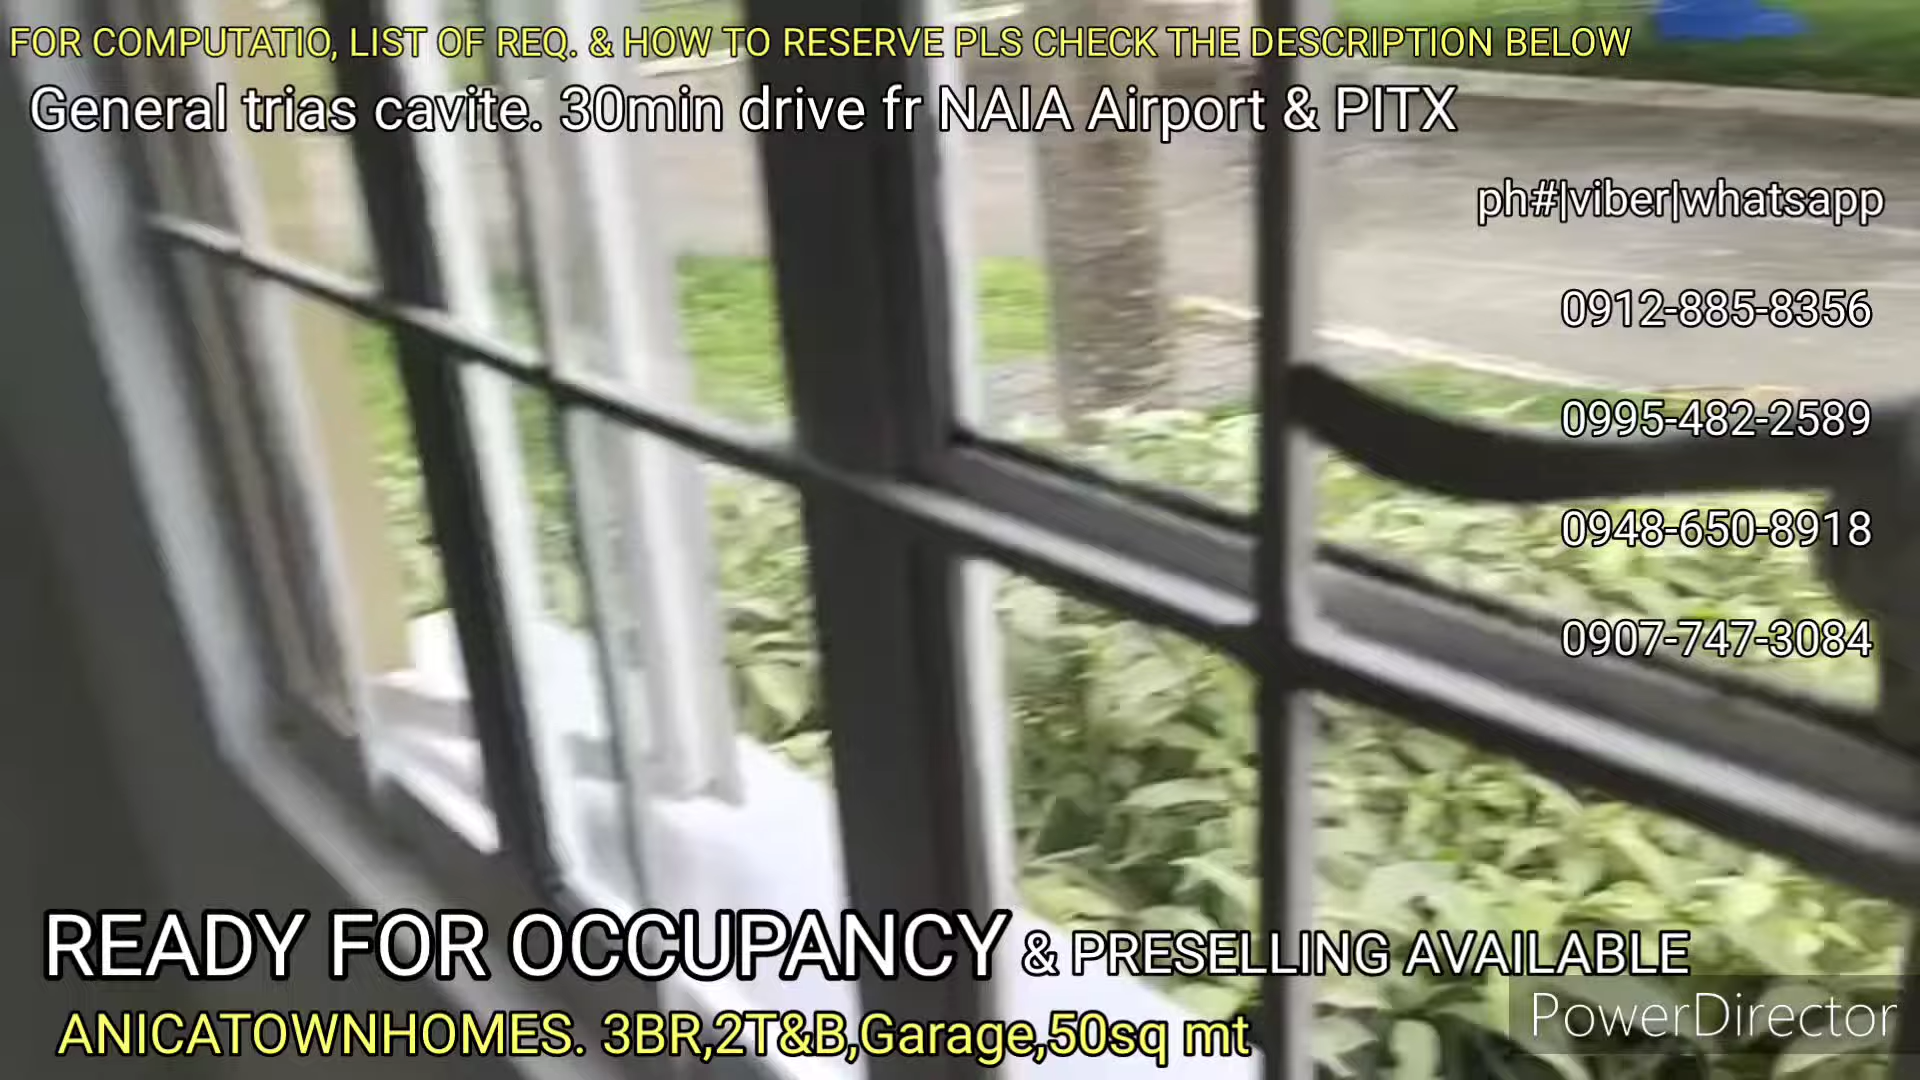 FOR COMPUTATIO, LIST OF REQ. & HOW TO RESERVE PLS CHECK THE DESCRIPTION BELOW
General trias cavite. 30min drive fr NAIA Airport & PITX
ph#|viber|whatsapp
0912-885-8356
0995-482-2589
0948-650-8918
0907-747-3084
READY FOR OCCUPANCY & PRESELLING AVAILABLE
ANICATOWNHOMES. 3BR,2T&B,Garage,50sq mt
PowerDirector